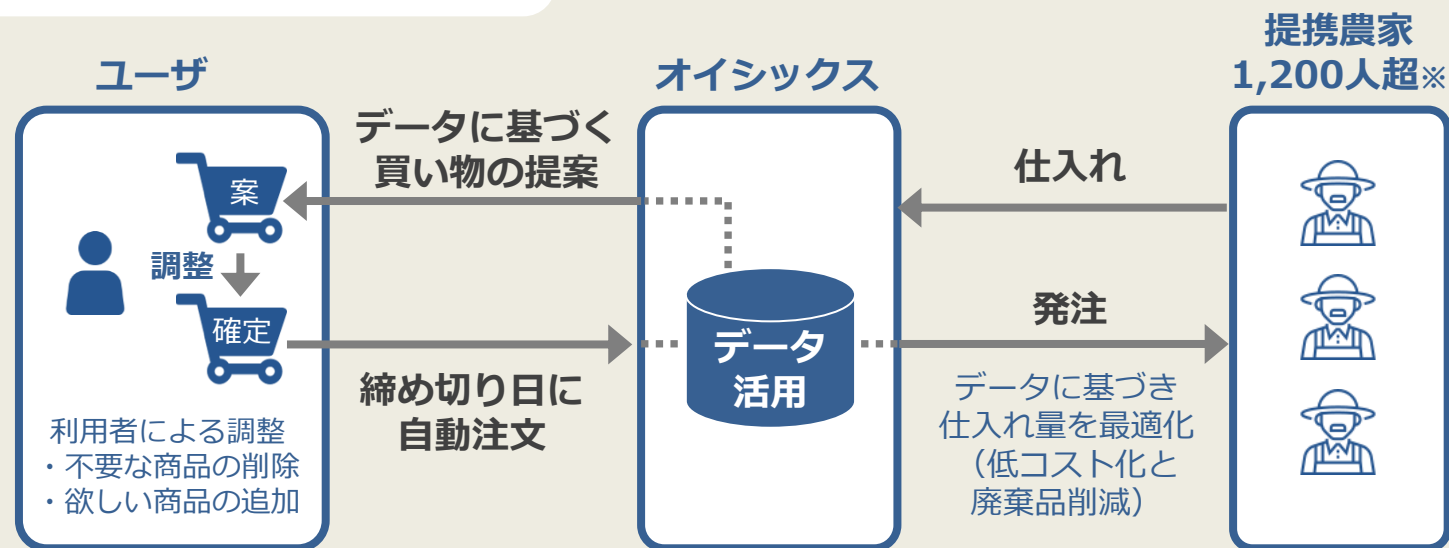 ユーザ
案
調整
確定
利用者による調整
・不要な商品の削除
・欲しい商品の追加
データに基づく
買い物の提案
締め切り日に
自動注文
オイシックス
データ
活用
仕入れ
発注
データに基づき
仕入れ量を最適化
（低コスト化と
廃棄品削減）
提携農家
1,200人超※